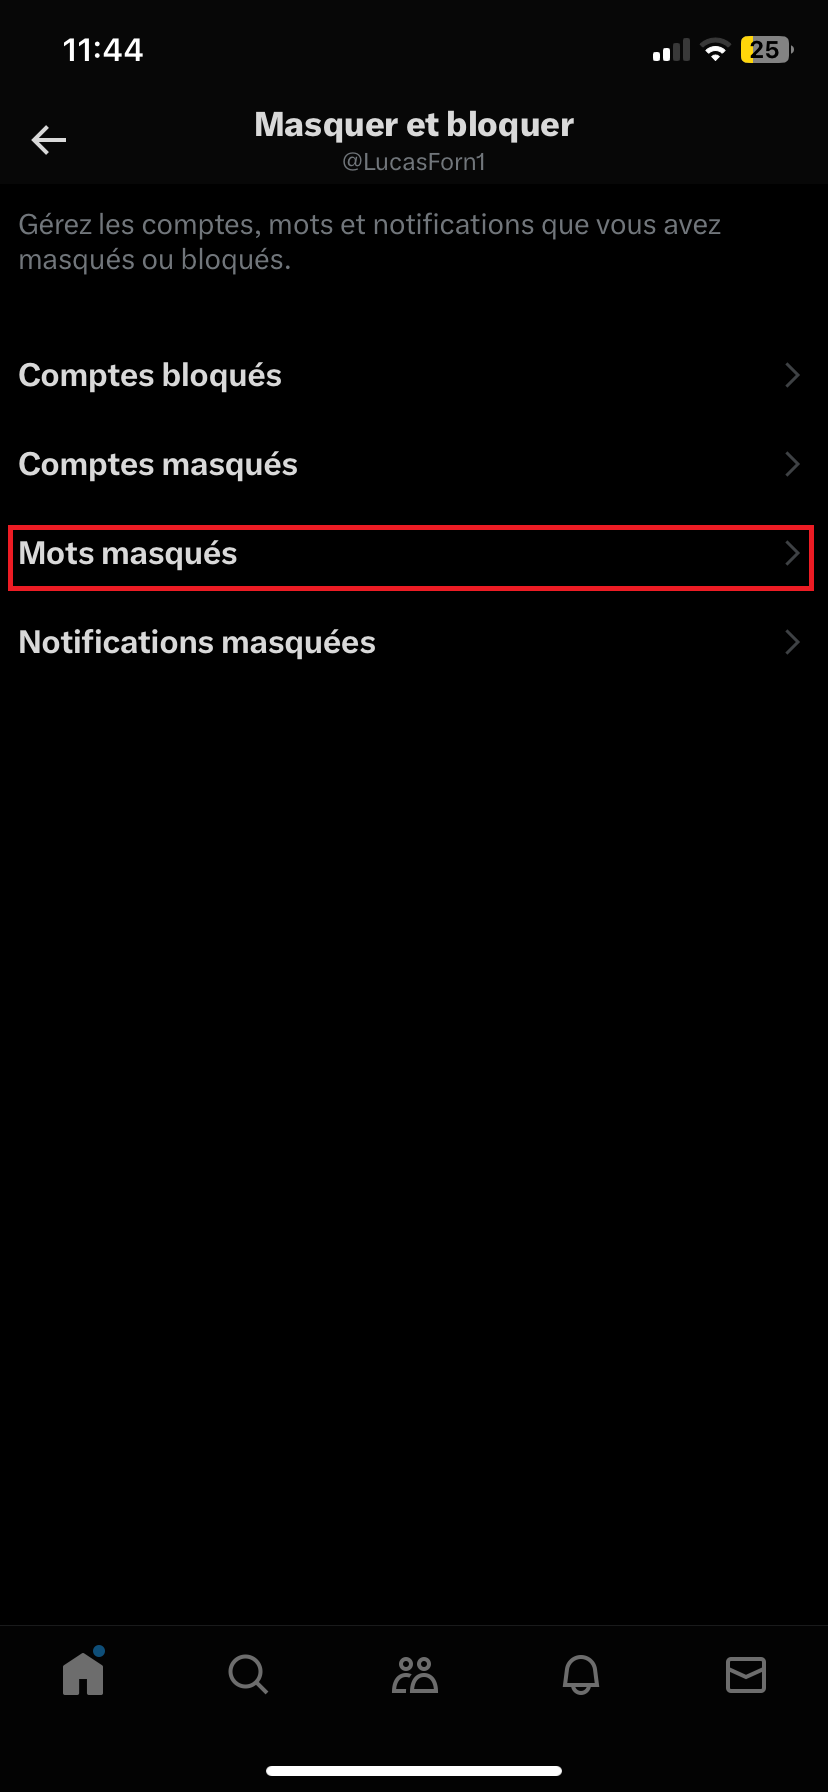 11:44
25
Masquer et bloquer
@LucasForn1
Gérez les comptes, mots et notifications que vous avez
masqués ou bloqués.
Comptes bloqués
Comptes masqués
Mots masqués
Notifications masquées